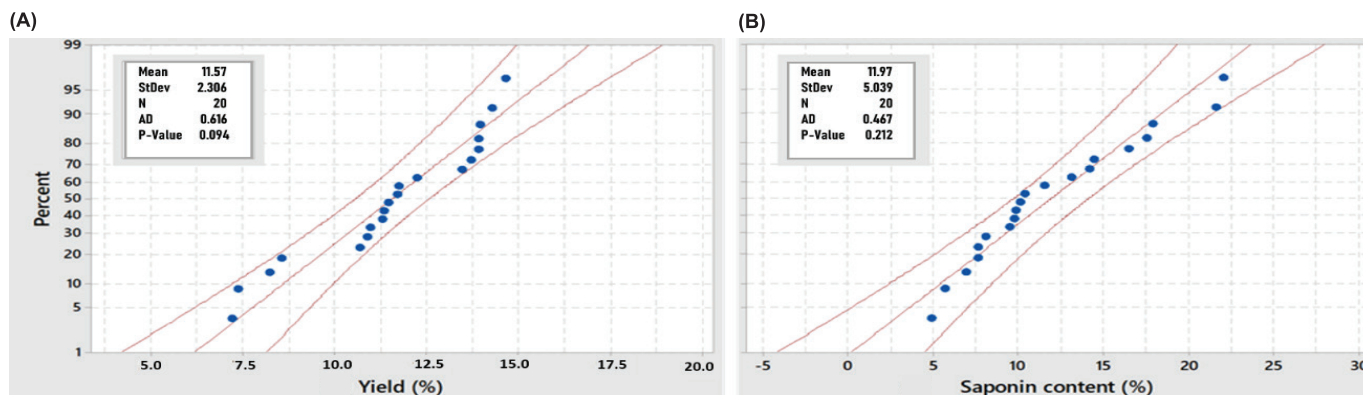 (A)
99
95
90
80
70
60
50
40
30
20
10
5
1
Percent
Mean 11.57
StDev 2.306
N 20
AD 0.616
P-Value 0.094
5.0 7.5 10.0 12.5 15.0 17.5 20.0
Yield (%)
(B)
Mean 11.97
StDev 5.039
N 20
AD 0.467
P-Value 0.212
-5 0 5 10 15 20 25 30
Saponin content (%)